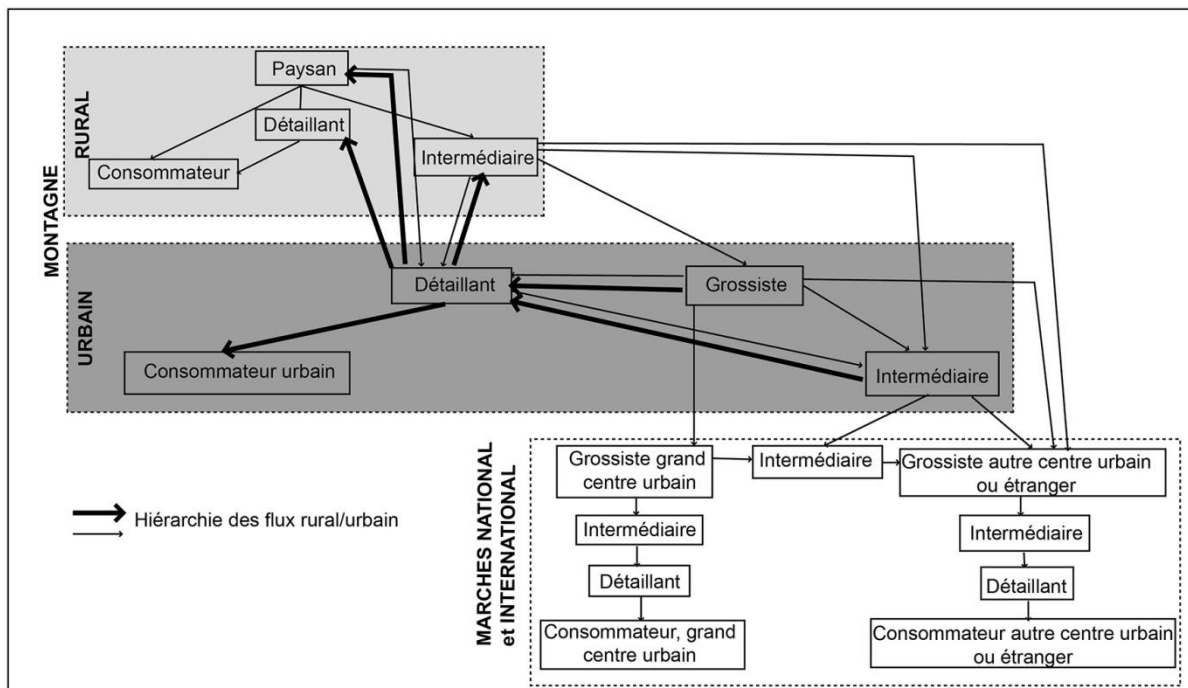 MONTAGNE
RURAL
Paysan
Détaillant
Consommateur
Intermédiaire
URBAIN
Détaillant
Grossiste
Consommateur urbain
Intermédiaire
MARCHES NATIONAL
et INTERNATIONAL
Grossiste grand
centre urbain
Intermédiaire
Grossiste autre centre urbain
ou étranger
Intermédiaire
Intermédiaire
Détaillant
Détaillant
Consommateur, grand
centre urbain
Consommateur autre centre urbain
ou étranger
Hiérarchie des flux rural/urbain